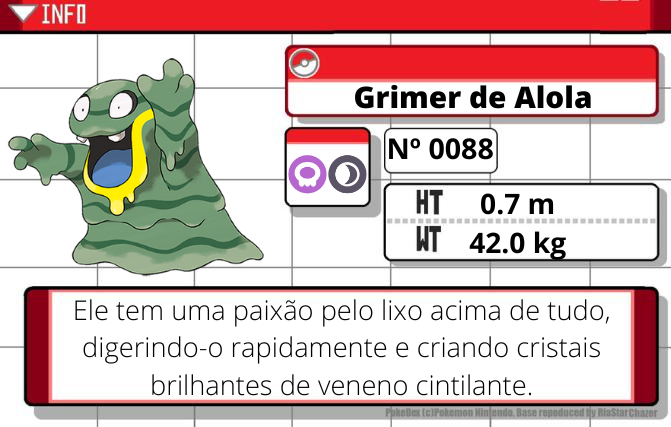 INFO
Grimer de Alola
Nº 0088
HT 0.7 m
WT 42.0 kg
Ele tem uma paixão pelo lixo acima de tudo,
digerindo-o rapidamente e criando cristais
brilhantes de veneno cintilante.
PokeDex (c)Pokemon Nintendo. Base reproduced by RiaStarChazer